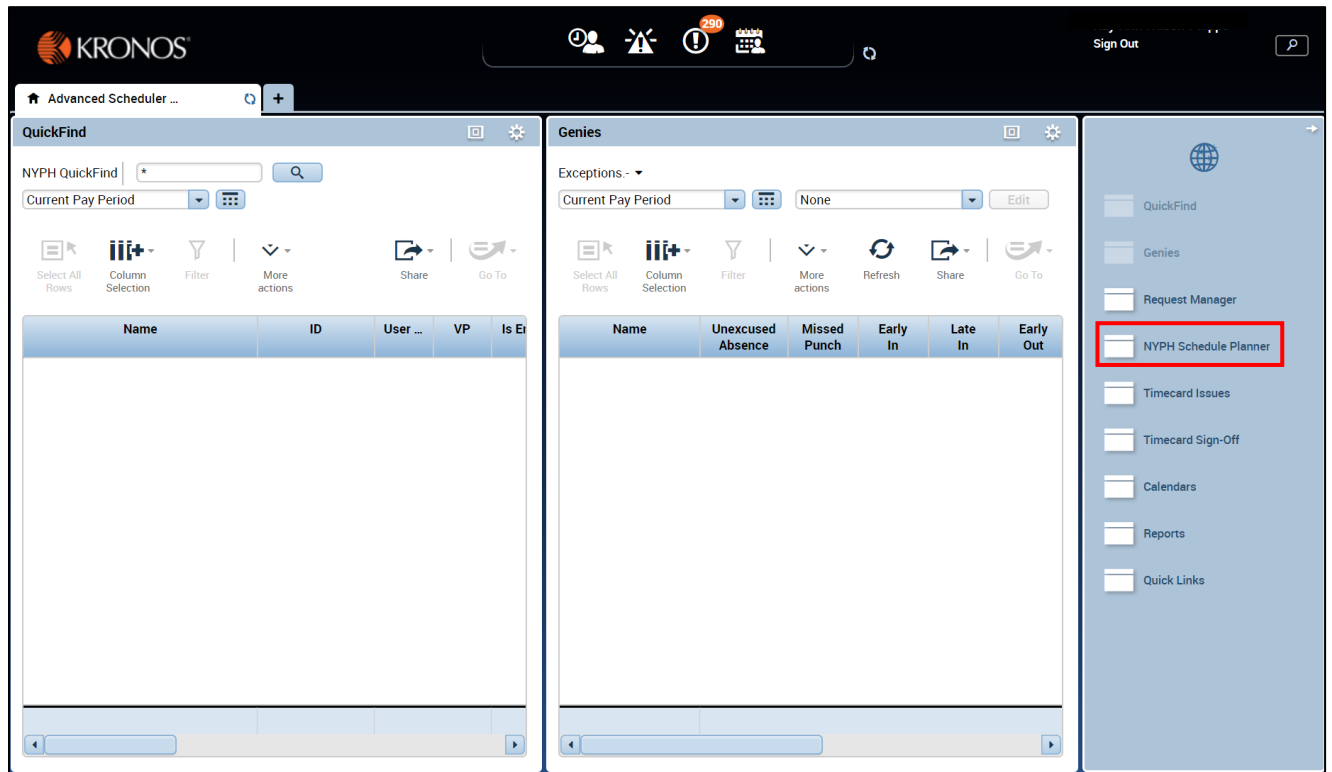 KRONOS
290
Sign Out
Advanced Scheduler ...
+
QuickFind
NYPH QuickFind *
Current Pay Period
Select All Rows
Column Selection
Filter
More actions
Share
Go To
Name ID User ... VP
Genies
Exceptions.-
Current Pay Period None Edit
Select All Rows
Column Selection
Filter
More actions
Refresh
Share
Go To
Name Unexcused Absence Missed Punch Early In Late In Early Out
QuickFind
Genies
Request Manager
NYPH Schedule Planner
Timecard Issues
Timecard Sign-Off
Calendars
Reports
Quick Links